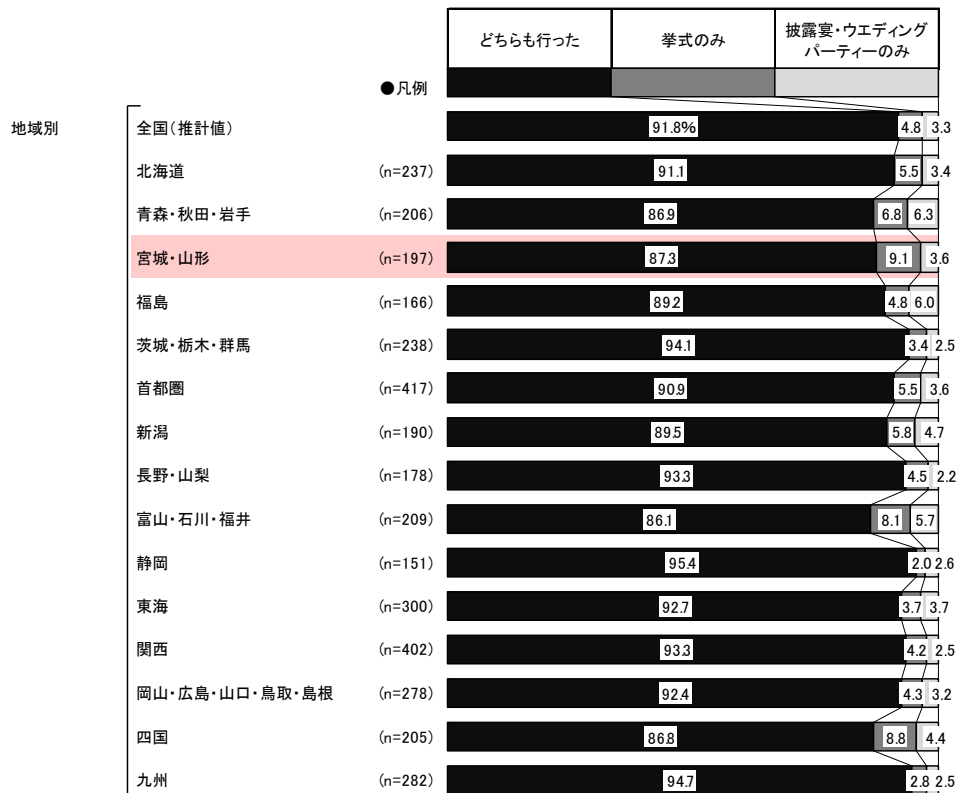 どちらも行った 挙式のみ 披露宴・ウエディング
パーティーのみ
●凡例
地域別 全国(推計値) 91.8% 4.8 3.3
北海道 (n=237) 91.1 5.5 3.4
青森・秋田・岩手 (n=206) 86.9 6.8 6.3
宮城・山形 (n=197) 87.3 9.1 3.6
福島 (n=166) 89.2 4.8 6.0
茨城・栃木・群馬 (n=238) 94.1 3.4 2.5
首都圏 (n=417) 90.9 5.5 3.6
新潟 (n=190) 89.5 5.8 4.7
長野・山梨 (n=178) 93.3 4.5 2.2
富山・石川・福井 (n=209) 86.1 8.1 5.7
静岡 (n=151) 95.4 2.0 2.6
東海 (n=300) 92.7 3.7 3.7
関西 (n=402) 93.3 4.2 2.5
岡山・広島・山口・鳥取・島根 (n=278) 92.4 4.3 3.2
四国 (n=205) 86.8 8.8 4.4
九州 (n=282) 94.7 2.8 2.5